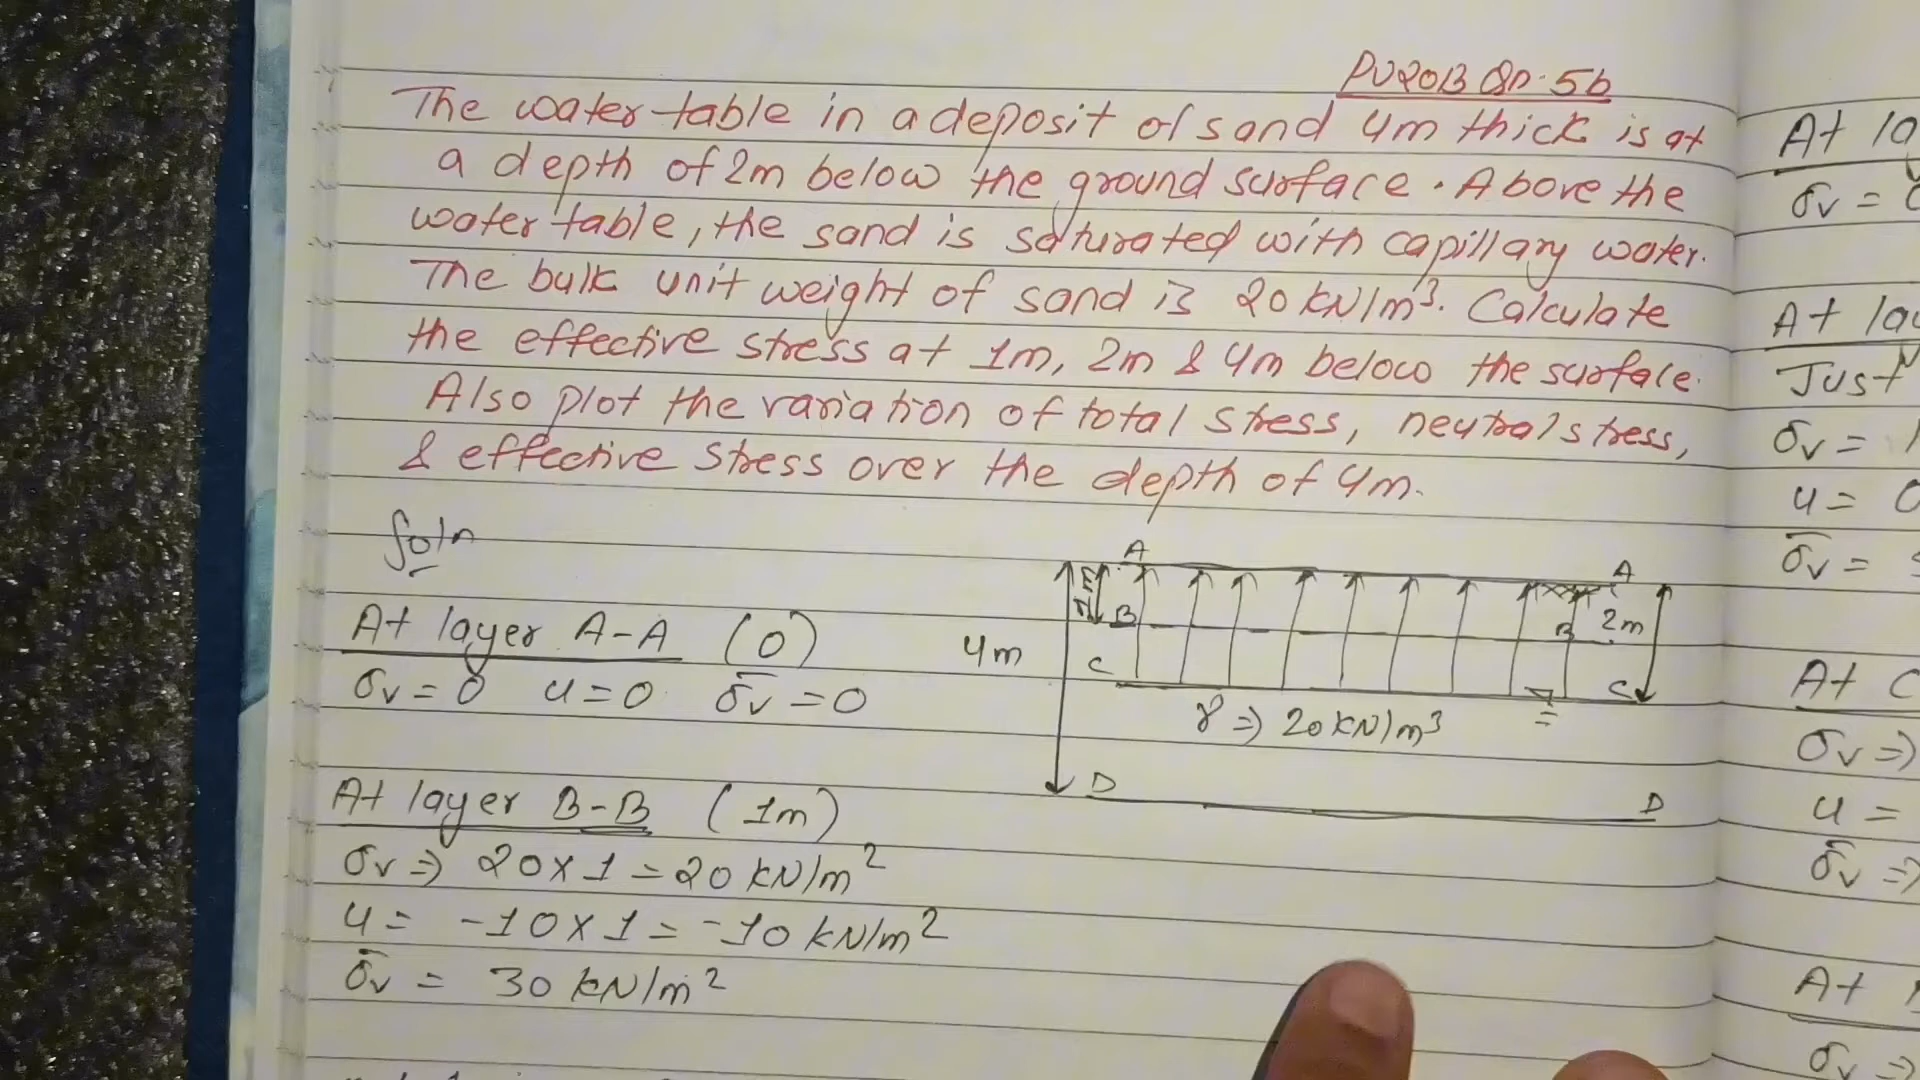 PU2013 QN. 5b
The water table in a deposit of sand 4m thick is at
a depth of 2m below the ground surface. Above the
water table, the sand is saturated with capillary water.
The bulk unit weight of sand is 20 kN/m³. Calculate
the effective stress at 1m, 2m & 4m below the surface.
Also plot the variation of total stress, neutral stress,
& effective stress over the depth of 4m.
Soln
At layer A-A (0)
σv = 0 u = 0 σ̄v = 0
At layer B-B (1m)
σv ⇒ 20×1 = 20 kN/m²
u = -10×1 = -10 kN/m²
σ̄v = 30 kN/m²
A A
B B 2m
4m C C
γ ⇒ 20 kN/m³
D D
At
σv =
At
Just
σv =
u =
σ̄v =
At
σv ⇒
u =
σ̄v ⇒
At
σv ⇒